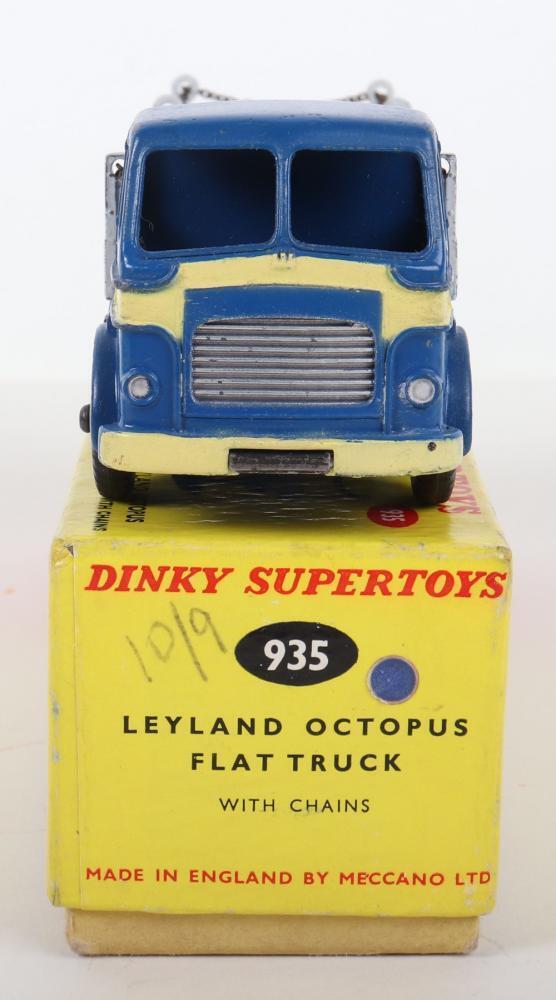 DINKY SUPERTOYS
10/9
935
LEYLAND OCTOPUS
FLAT TRUCK
WITH CHAINS
MADE IN ENGLAND BY MECCANO LTD